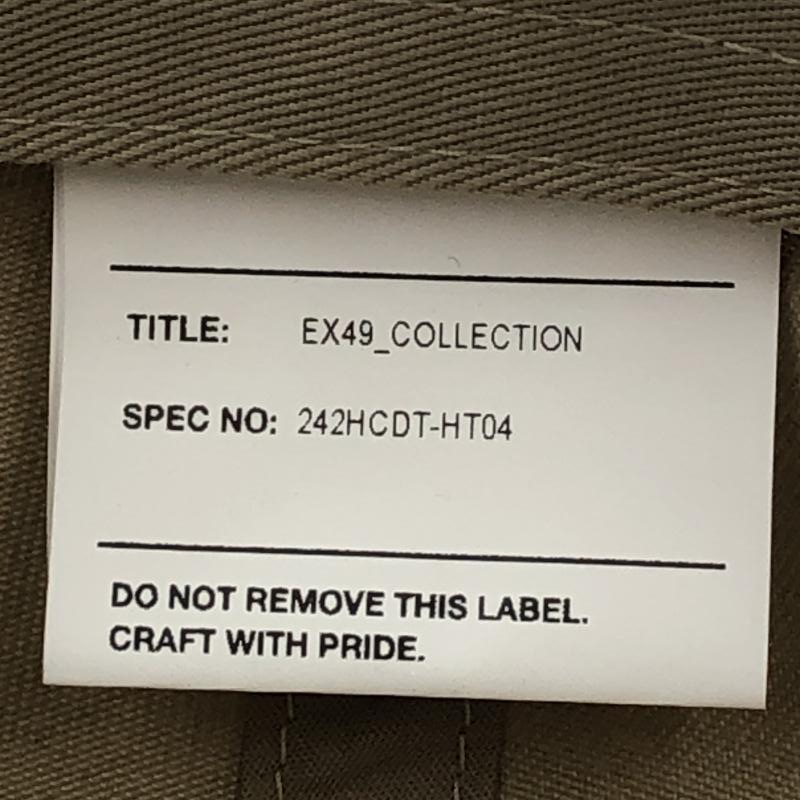 TITLE: EX49_COLLECTION
SPEC NO: 242HCDT-HT04
DO NOT REMOVE THIS LABEL.
CRAFT WITH PRIDE.